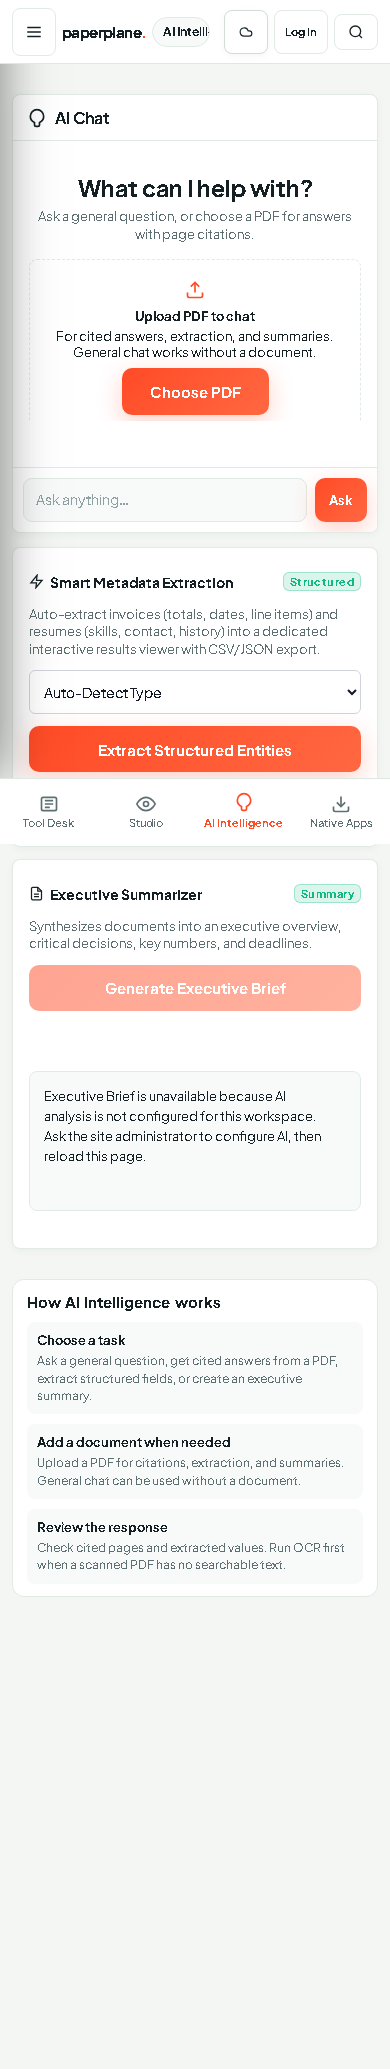 paperplane.
AI Intelli
Log In
AI Chat
What can I help with?
Ask a general question, or choose a PDF for answers
with page citations.
Upload PDF to chat
For cited answers, extraction, and summaries.
General chat works without a document.
Choose PDF
Ask anything...
Ask
Smart Metadata Extraction
Structured
Auto-extract invoices (totals, dates, line items) and
resumes (skills, contact, history) into a dedicated
interactive results viewer with CSV/JSON export.
Auto-Detect Type
Extract Structured Entities
Tool Desk
Studio
AI Intelligence
Native Apps
Executive Summarizer
Summary
Synthesizes documents into an executive overview,
critical decisions, key numbers, and deadlines.
Generate Executive Brief
Executive Brief is unavailable because AI
analysis is not configured for this workspace.
Ask the site administrator to configure AI, then
reload this page.
How AI Intelligence works
Choose a task
Ask a general question, get cited answers from a PDF,
extract structured fields, or create an executive
summary.
Add a document when needed
Upload a PDF for citations, extraction, and summaries.
General chat can be used without a document.
Review the response
Check cited pages and extracted values. Run OCR first
when a scanned PDF has no searchable text.